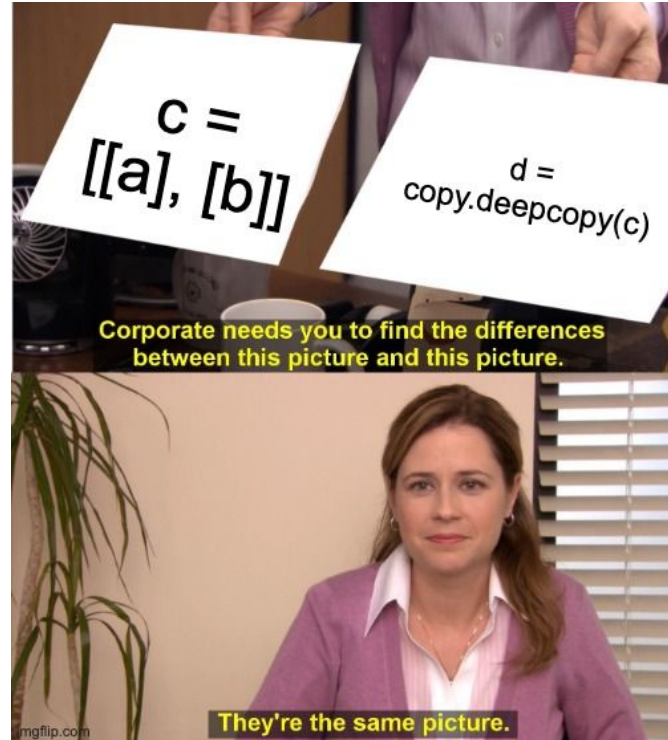 c =
[[a], [b]]
d =
copy.deepcopy(c)
Corporate needs you to find the differences
between this picture and this picture.
They're the same picture.
imgflip.com